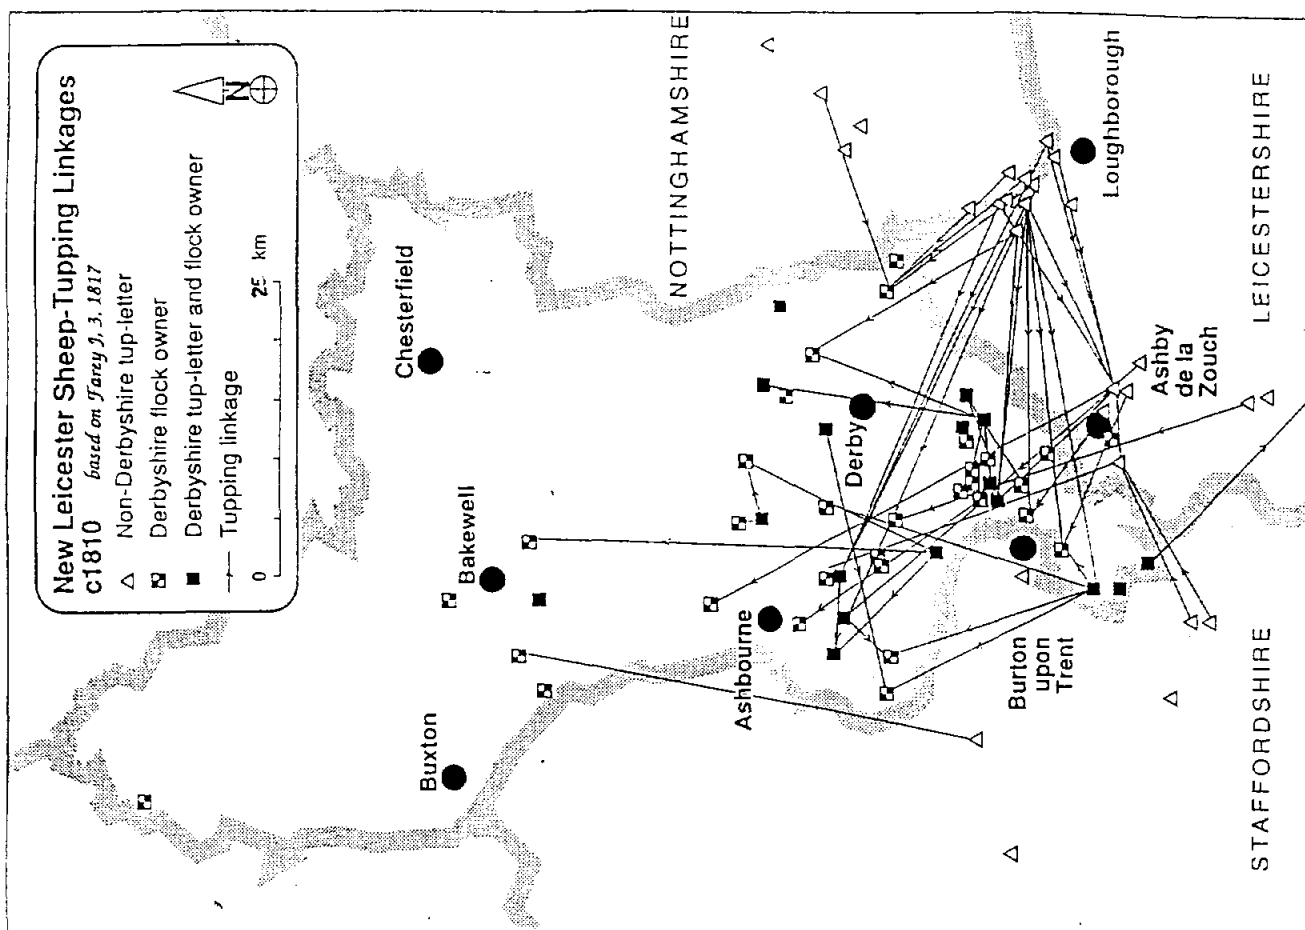 New Leicester Sheep-Tupping Linkages
c1810 based on Farey J, 3, 1817
Non-Derbyshire tup-letter
Derbyshire flock owner
Derbyshire tup-letter and flock owner
Tupping linkage
0 25 km
N
Buxton
Bakewell
Chesterfield
Ashbourne
Derby
NOTTINGHAMSHIRE
Burton
upon
Trent
Ashby
de la
Zouch
Loughborough
STAFFORDSHIRE
LEICESTERSHIRE